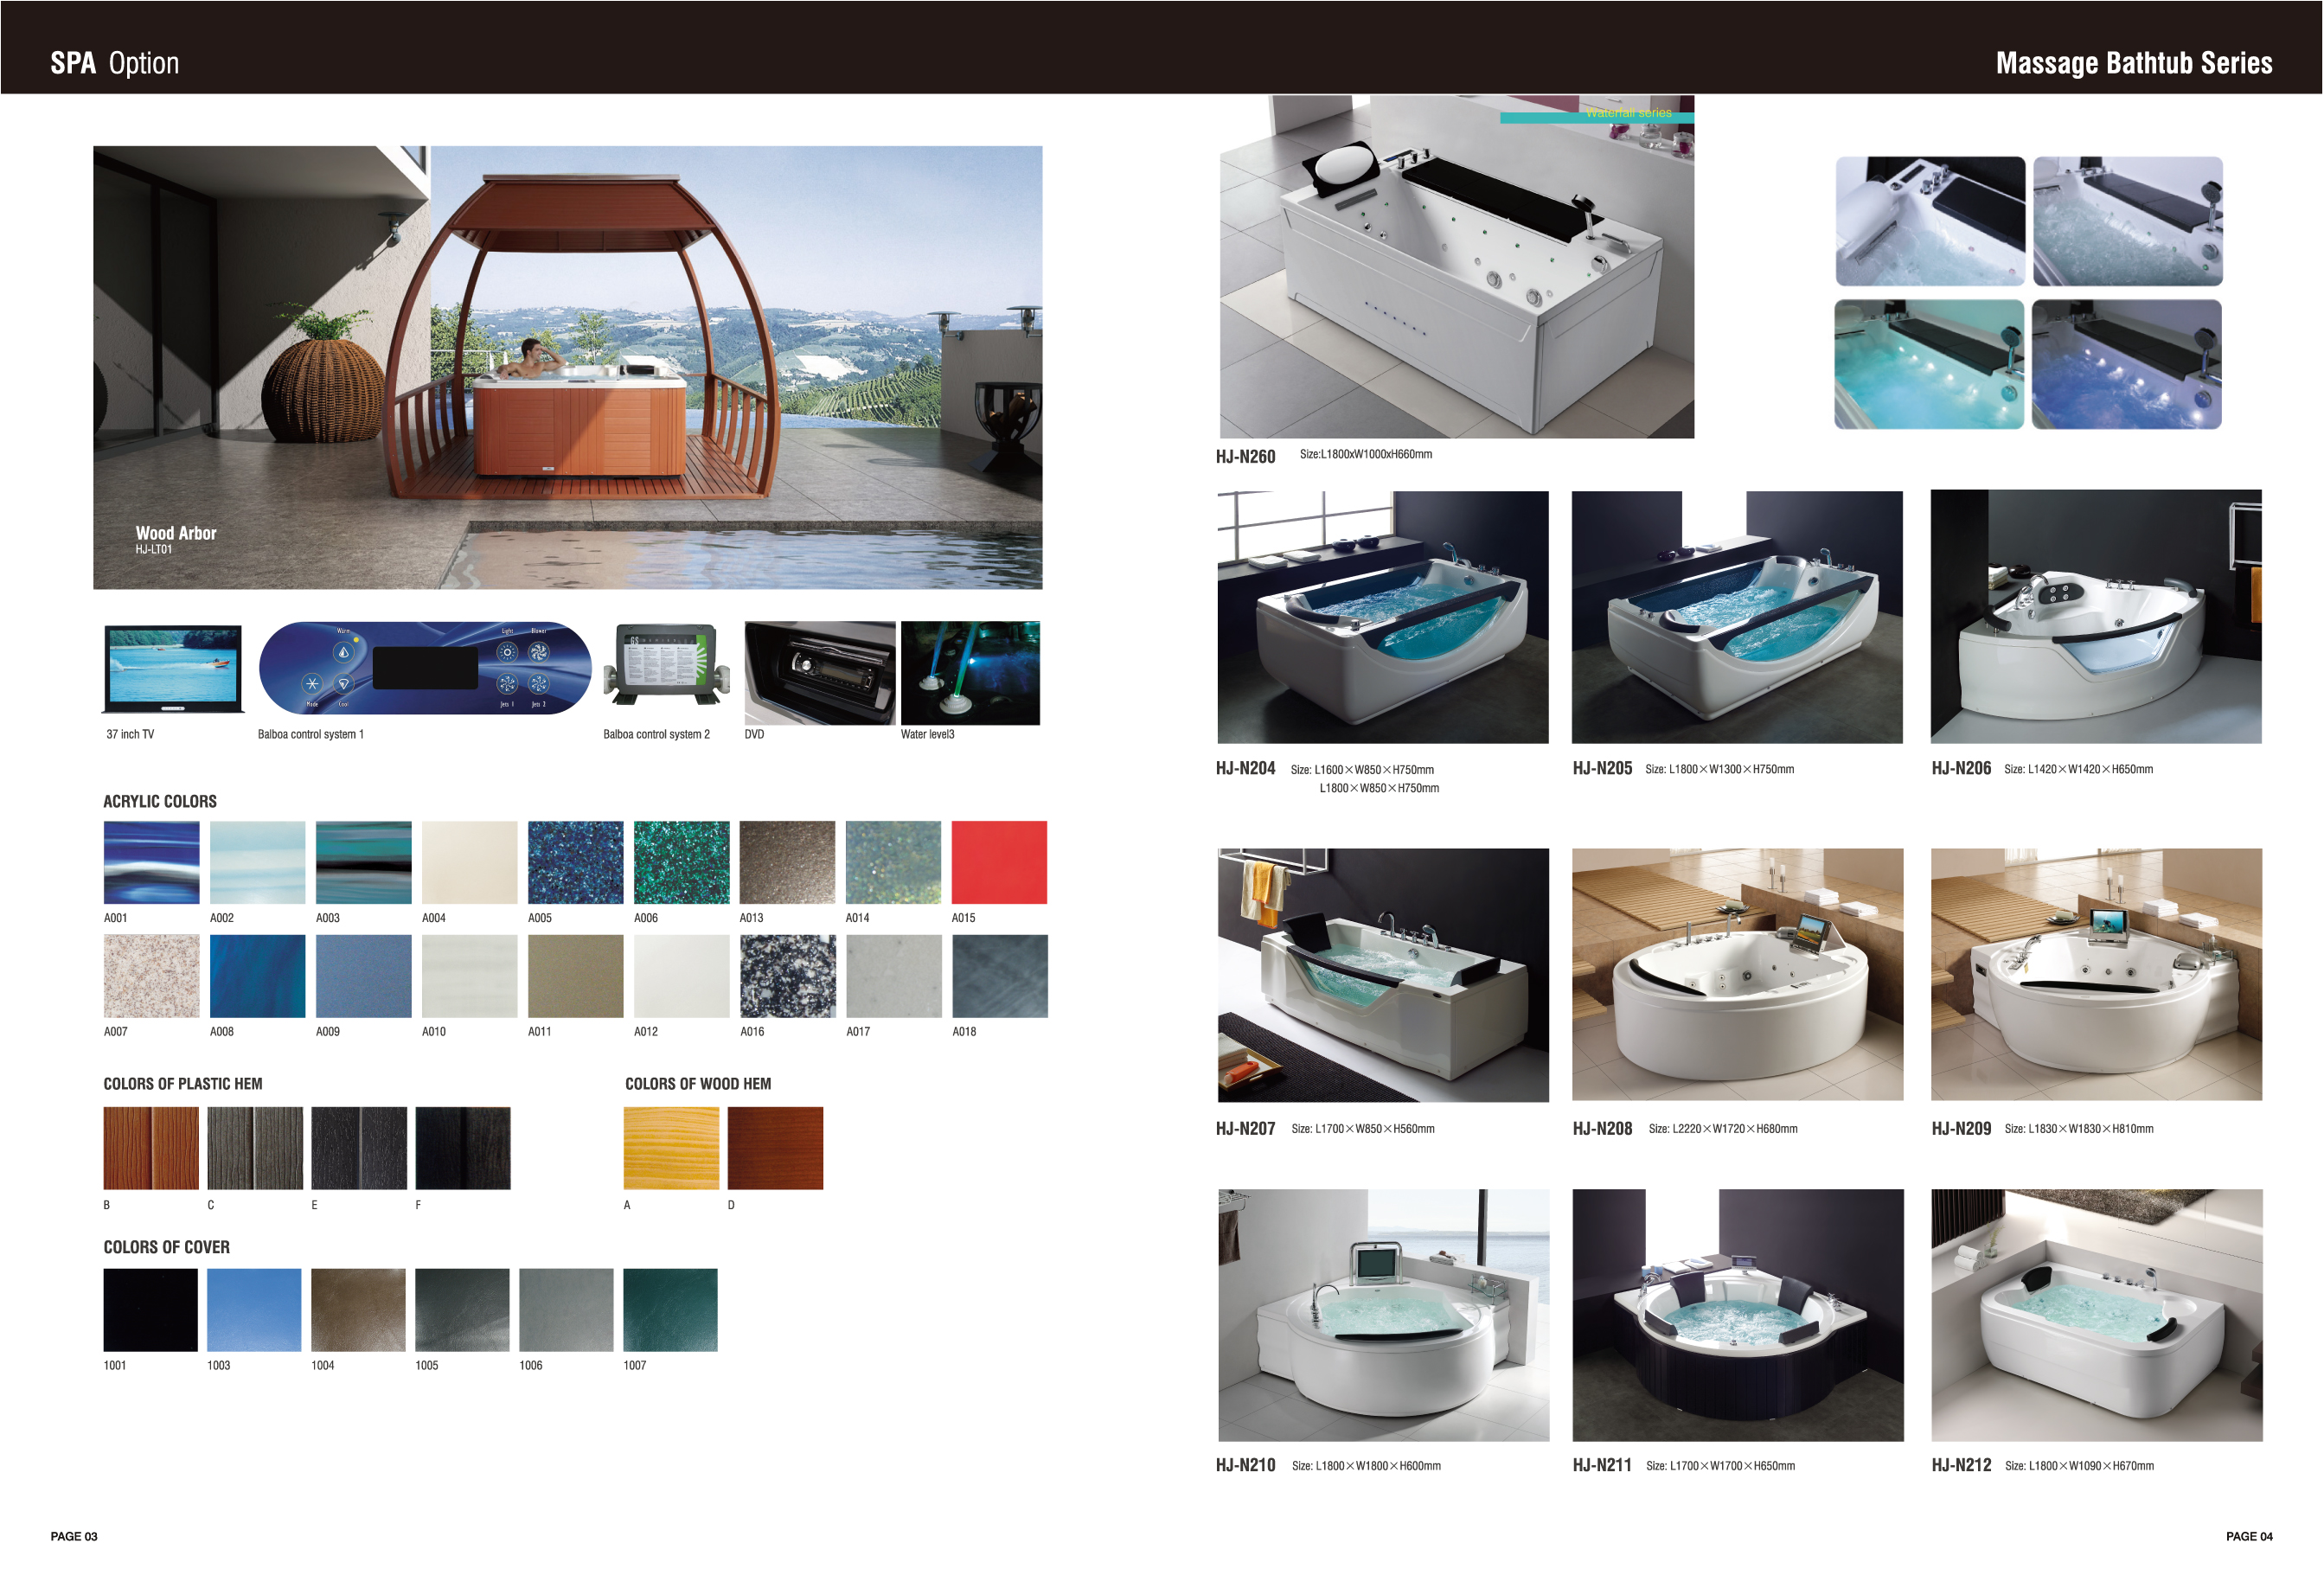 SPA Option
Massage Bathtub Series
Wood Arbor
HJ-LT01
Warm
Light
Blower
Mode
Cool
Jets 1
Jets 2
GS
37 inch TV
Balboa control system 1
Balboa control system 2
DVD
Water level3
ACRYLIC COLORS
A001
A002
A003
A004
A005
A006
A013
A014
A015
A007
A008
A009
A010
A011
A012
A016
A017
A018
COLORS OF PLASTIC HEM
B
C
E
F
COLORS OF WOOD HEM
A
D
COLORS OF COVER
1001
1003
1004
1005
1006
1007
PAGE 03
Waterfall series
HJ-N260 Size:L1800xW1000xH660mm
HJ-N204 Size: L1600×W850×H750mm
L1800×W850×H750mm
HJ-N205 Size: L1800×W1300×H750mm
HJ-N206 Size: L1420×W1420×H650mm
HJ-N207 Size: L1700×W850×H560mm
HJ-N208 Size: L2220×W1720×H680mm
HJ-N209 Size: L1830×W1830×H810mm
HJ-N210 Size: L1800×W1800×H600mm
HJ-N211 Size: L1700×W1700×H650mm
HJ-N212 Size: L1800×W1090×H670mm
PAGE 04